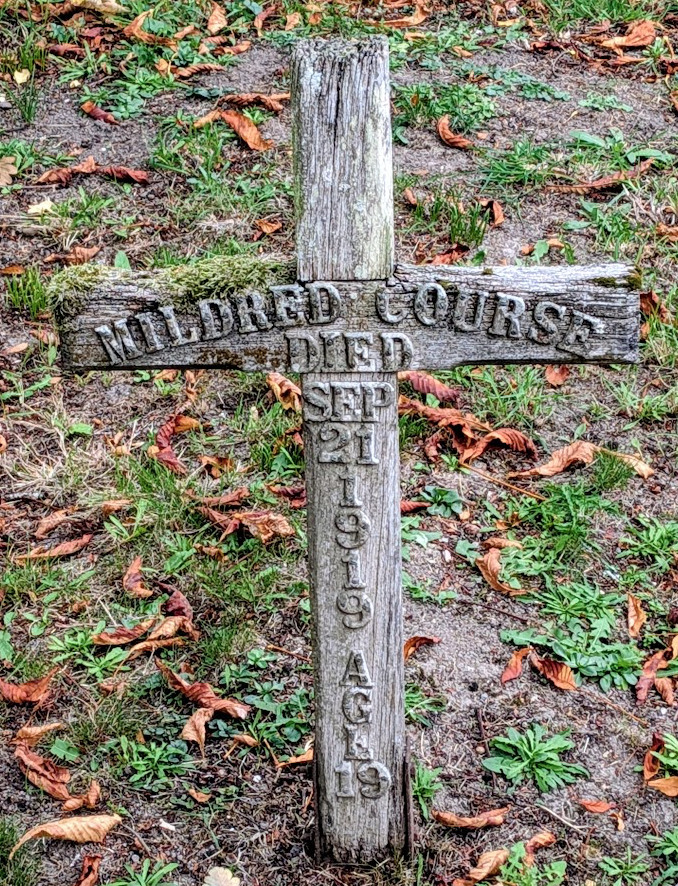 MILDRED COURSE
DIED
SEP
21
1919
AGE
19